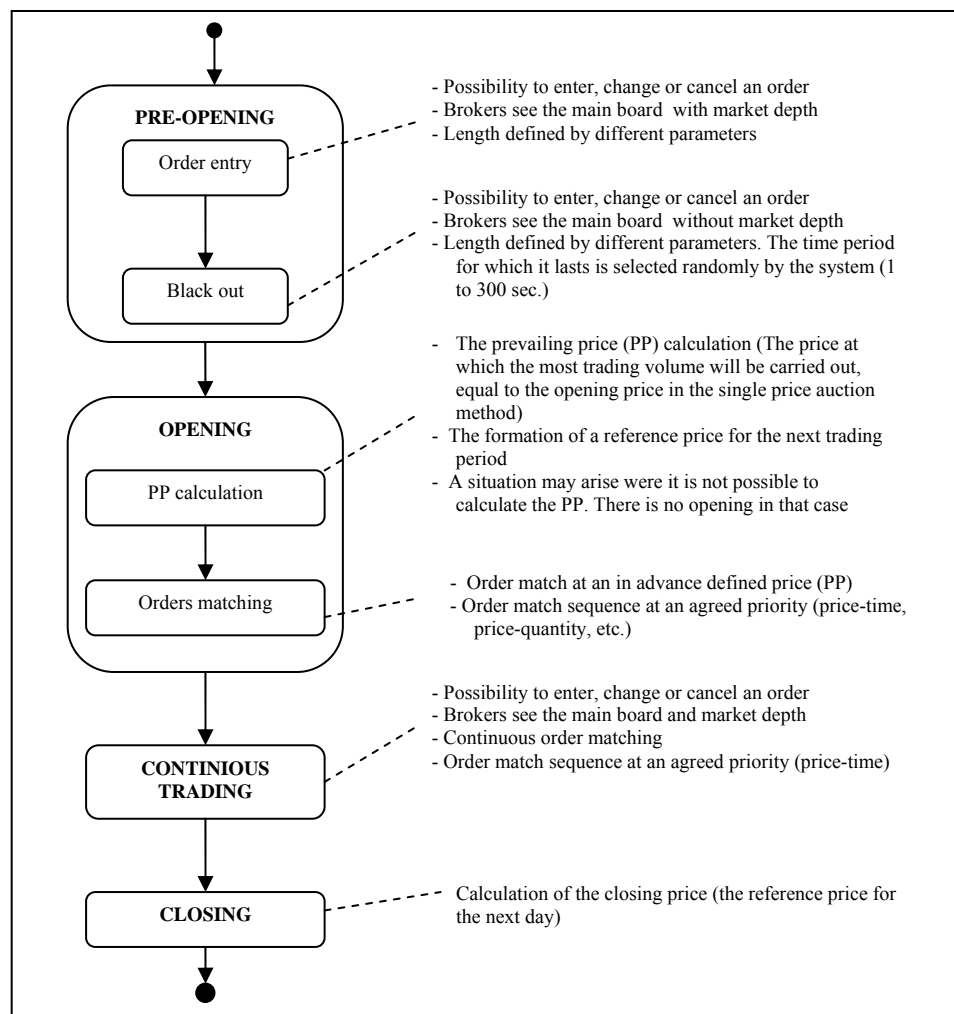 PRE-OPENING
Order entry
- Possibility to enter, change or cancel an order
- Brokers see the main board with market depth
- Length defined by different parameters
Black out
- Possibility to enter, change or cancel an order
- Brokers see the main board without market depth
- Length defined by different parameters. The time period
for which it lasts is selected randomly by the system (1
to 300 sec.)
OPENING
PP calculation
- The prevailing price (PP) calculation (The price at
which the most trading volume will be carried out,
equal to the opening price in the single price auction
method)
- The formation of a reference price for the next trading
period
- A situation may arise were it is not possible to
calculate the PP. There is no opening in that case
Orders matching
- Order match at an in advance defined price (PP)
- Order match sequence at an agreed priority (price-time,
price-quantity, etc.)
CONTINIOUS
TRADING
- Possibility to enter, change or cancel an order
- Brokers see the main board and market depth
- Continuous order matching
- Order match sequence at an agreed priority (price-time)
CLOSING
Calculation of the closing price (the reference price for
the next day)